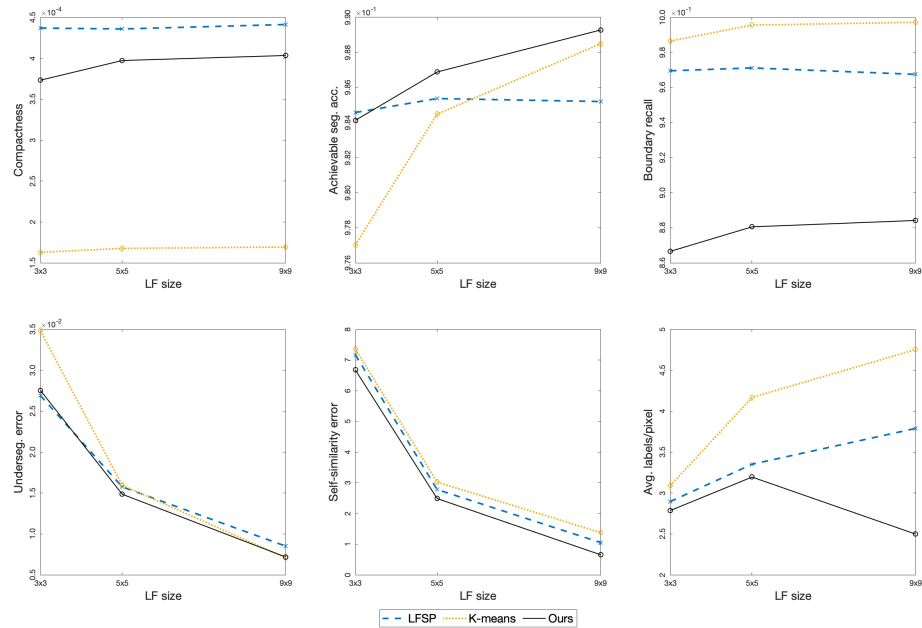 ×10⁻⁴
4.5
4
3.5
3
2.5
2
1.5
Compactness
3x3 5x5 9x9
LF size
×10⁻¹
9.90
9.88
9.86
9.84
9.82
9.80
9.78
9.76
Achievable seg. acc.
3x3 5x5 9x9
LF size
×10⁻¹
10.0
9.8
9.6
9.4
9.2
9.0
8.8
8.6
Boundary recall
3x3 5x5 9x9
LF size
×10⁻²
3.5
3.0
2.5
2.0
1.5
1.0
0.5
Underseg. error
3x3 5x5 9x9
LF size
8
7
6
5
4
3
2
1
0
Self-similarity error
3x3 5x5 9x9
LF size
5
4.5
4
3.5
3
2.5
2
Avg. labels/pixel
3x3 5x5 9x9
LF size
LFSP K-means Ours